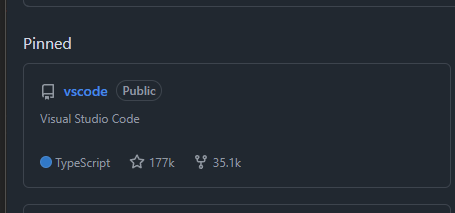 Pinned
vscode Public
Visual Studio Code
TypeScript 177k 35.1k